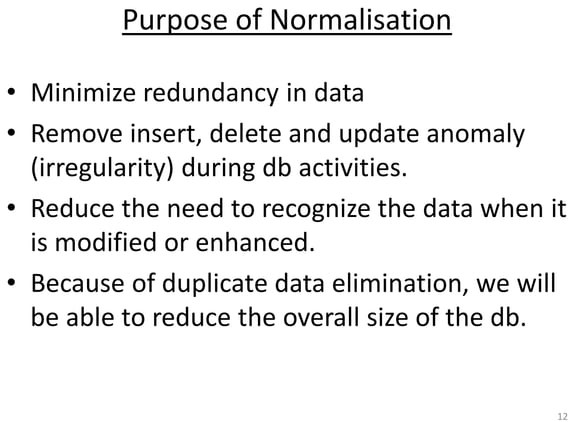 Purpose of Normalisation
• Minimize redundancy in data
• Remove insert, delete and update anomaly
(irregularity) during db activities.
• Reduce the need to recognize the data when it
is modified or enhanced.
• Because of duplicate data elimination, we will
be able to reduce the overall size of the db.
12